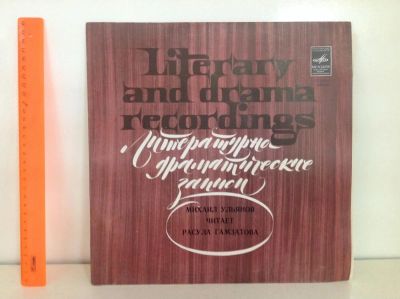 Literary
and drama
recordings
Литературно
драматические
записи
МИХАИЛ УЛЬЯНОВ
ЧИТАЕТ
РАСУЛА ГАМЗАТОВА